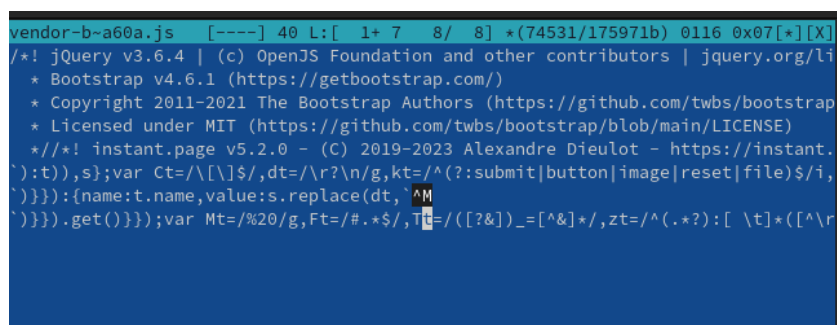 vendor-b~a60a.js   [----] 40 L:[  1+ 7   8/  8] *(74531/175971b) 0116 0x07[*][X]
/*! jQuery v3.6.4 | (c) OpenJS Foundation and other contributors | jquery.org/li
  * Bootstrap v4.6.1 (https://getbootstrap.com/)
  * Copyright 2011-2021 The Bootstrap Authors (https://github.com/twbs/bootstrap
  * Licensed under MIT (https://github.com/twbs/bootstrap/blob/main/LICENSE)
  *//*! instant.page v5.2.0 - (C) 2019-2023 Alexandre Dieulot - https://instant.
`):t)),s};var Ct=/\[\]$/,dt=/\r?\n/g,kt=/^(?:submit|button|image|reset|file)$/i,
`)}}):{name:t.name,value:s.replace(dt,`^M
`)}}).get()}});var Mt=/%20/g,Ft=/#.*$/,Tt=/([?&])_=[^&]*/,zt=/^(.*?):[ \t]*([^\r